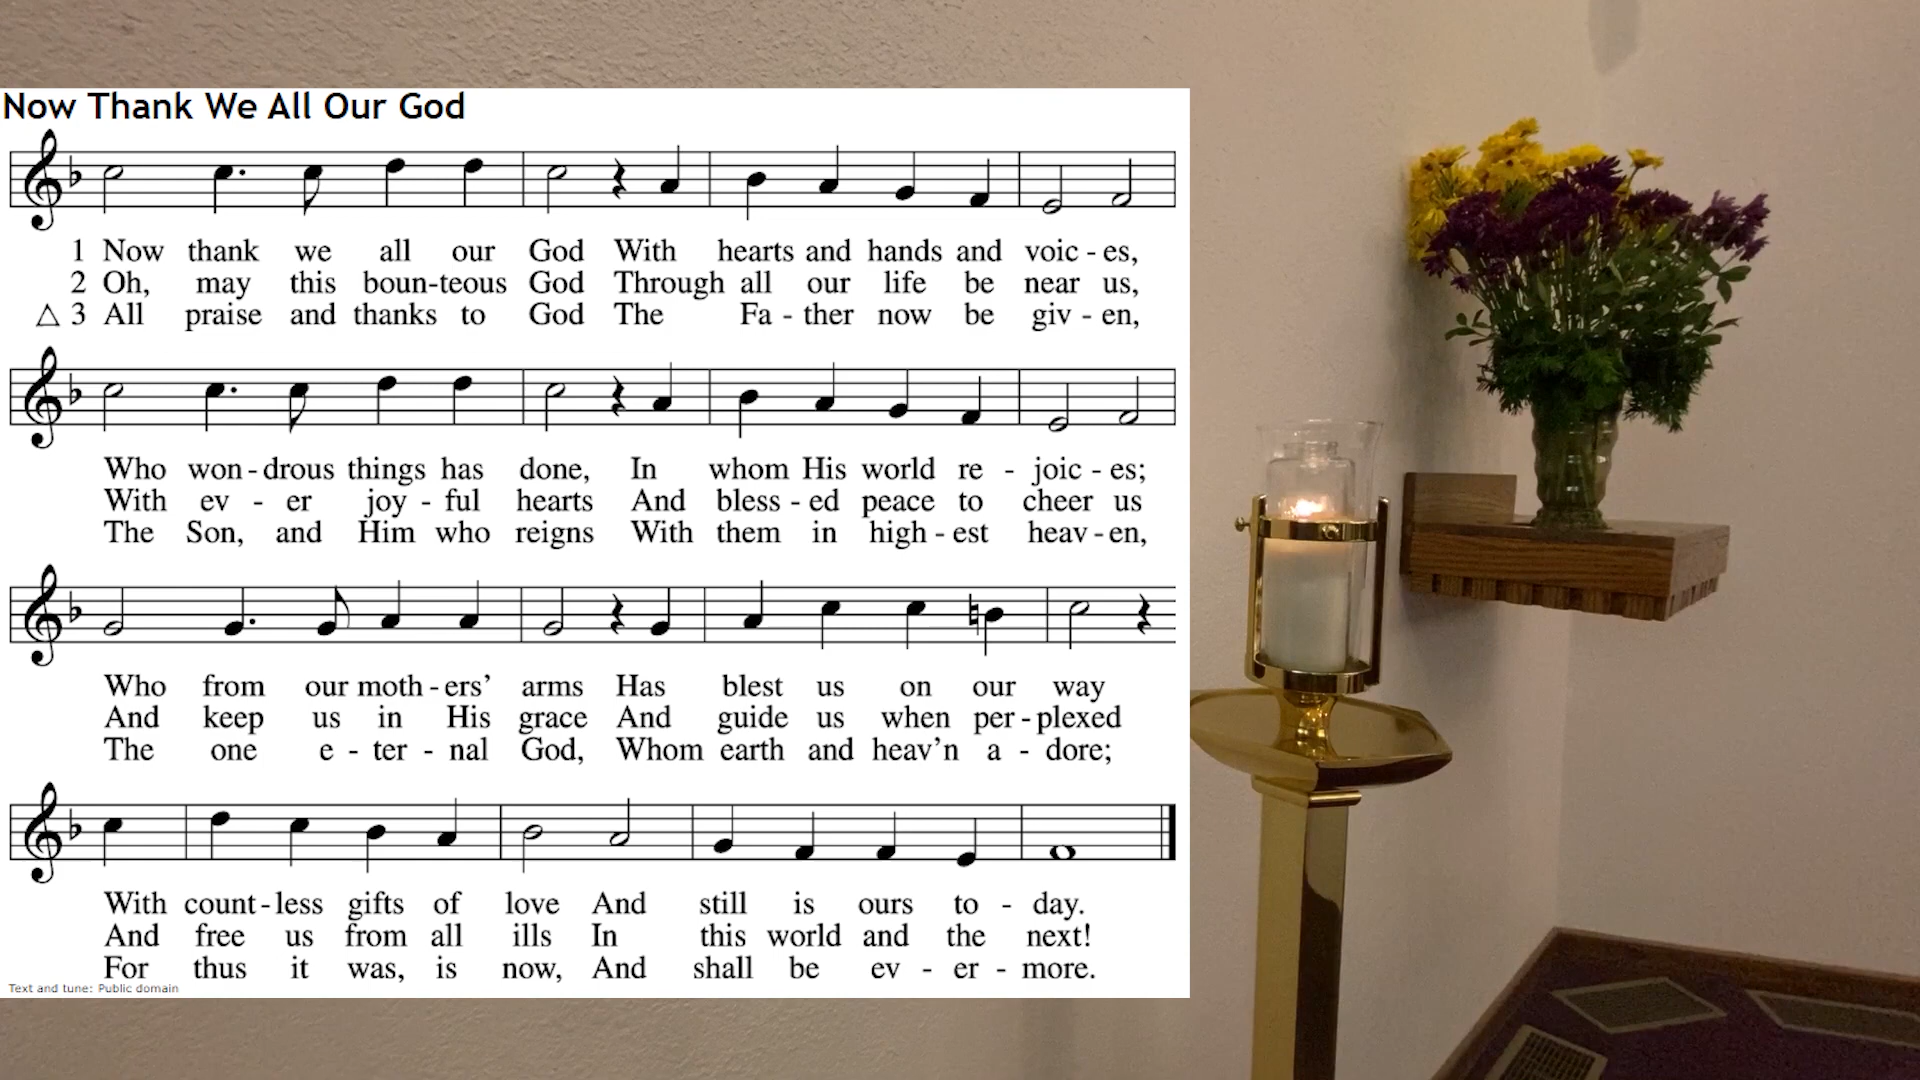 Now Thank We All Our God
1 Now thank we all our God With hearts and hands and voic - es,
2 Oh, may this boun - teous God Through all our life be near us,
△ 3 All praise and thanks to God The Fa - ther now be giv - en,
Who won - drous things has done, In whom His world re - joic - es;
With ev - er joy - ful hearts And bless - ed peace to cheer us
The Son, and Him who reigns With them in high - est heav - en,
Who from our moth - ers’ arms Has blest us on our way
And keep us in His grace And guide us when per - plexed
The one e - ter - nal God, Whom earth and heav’n a - dore;
With count - less gifts of love And still is ours to - day.
And free us from all ills In this world and the next!
For thus it was, is now, And shall be ev - er - more.
Text and tune: Public domain